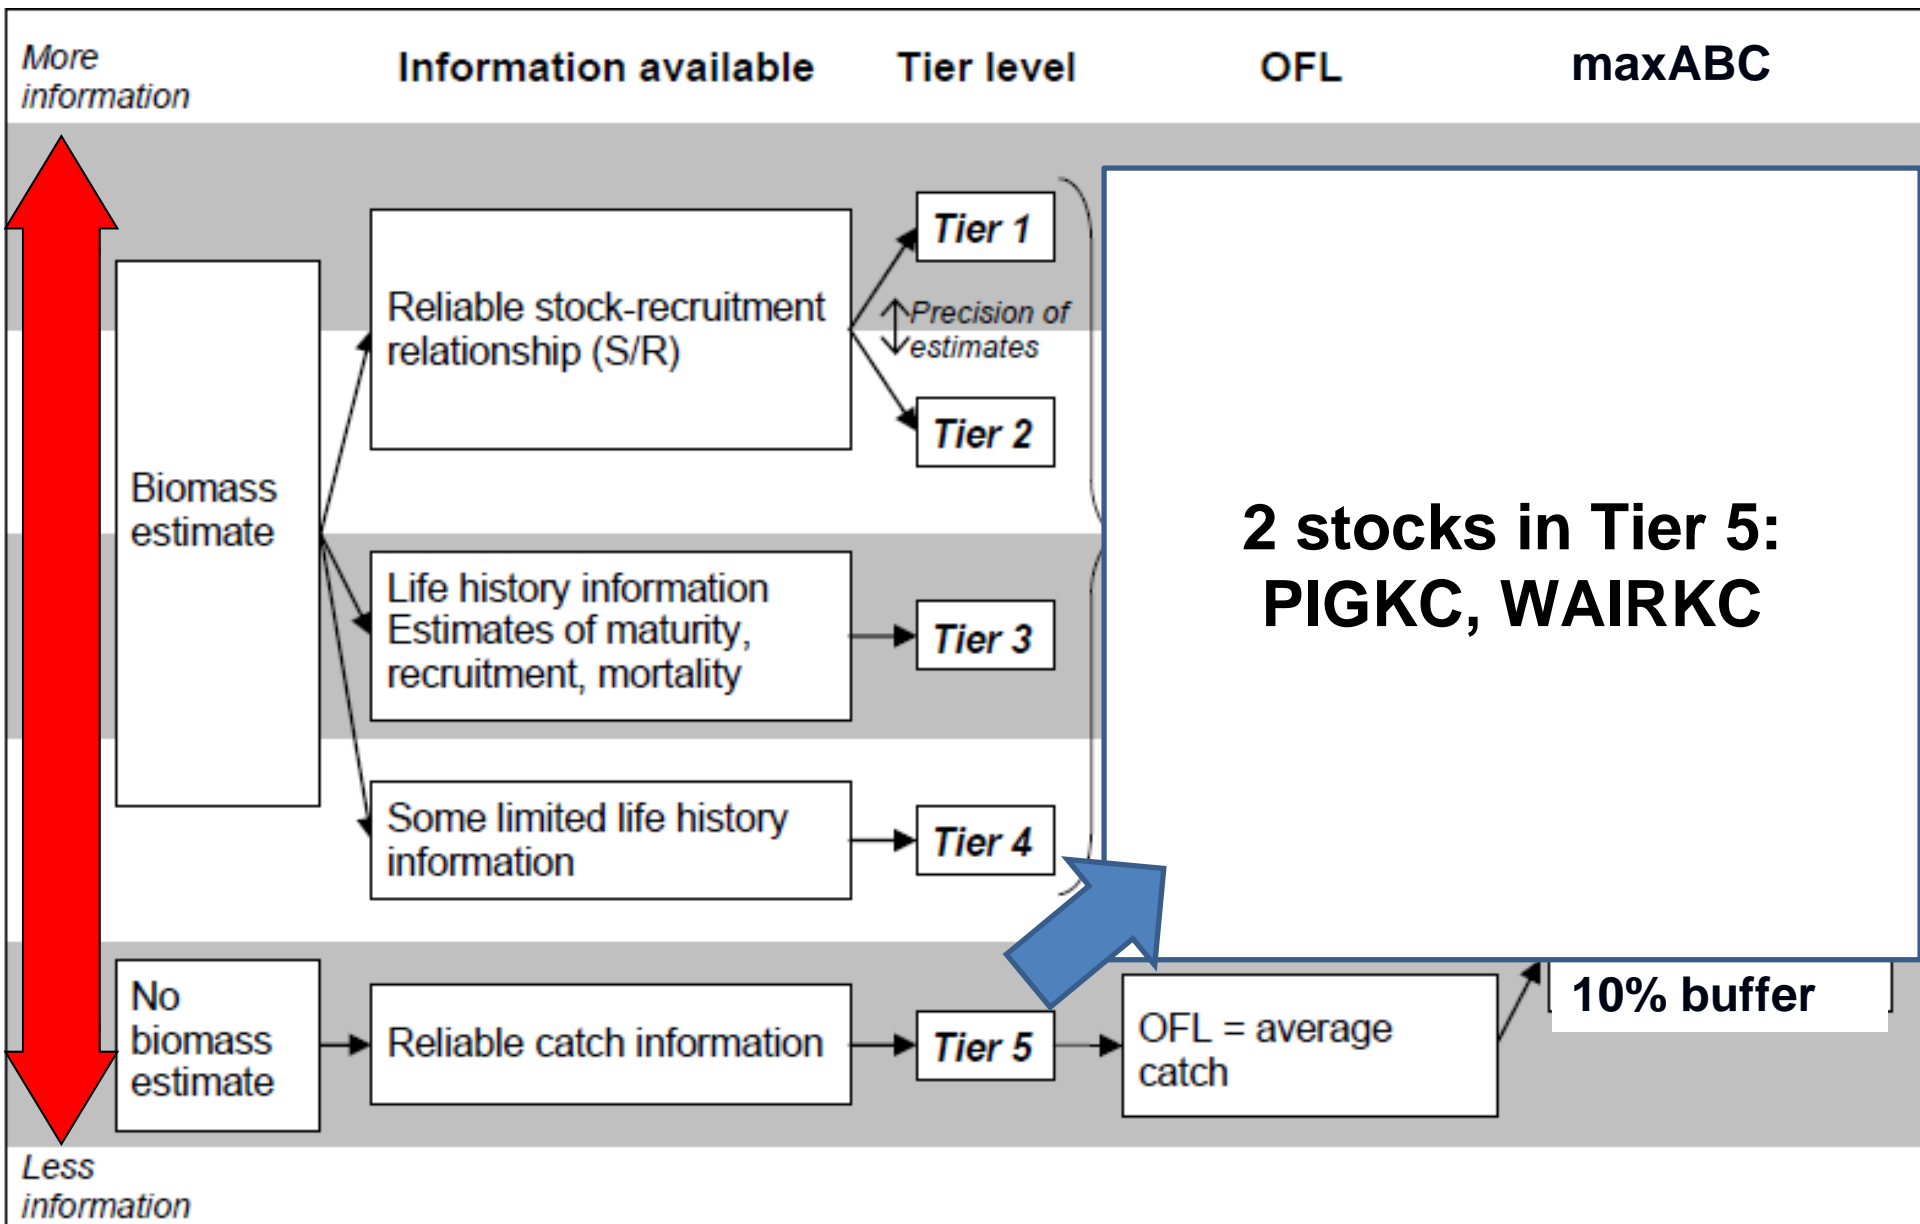 More
information
Information available
Tier level
OFL
maxABC
Biomass
estimate
Reliable stock-recruitment
relationship (S/R)
Tier 1
Precision of
estimates
Tier 2
Life history information
Estimates of maturity,
recruitment, mortality
Tier 3
Some limited life history
information
Tier 4
2 stocks in Tier 5:
PIGKC, WAIRKC
No
biomass
estimate
Reliable catch information
Tier 5
OFL = average
catch
10% buffer
Less
information